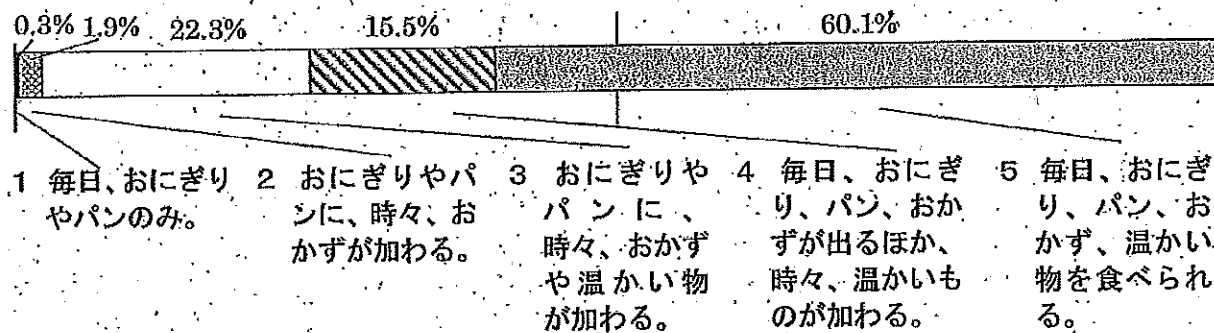 0.3% 1.9% 22.3% 15.5% 60.1%
1 毎日、おにぎり
やパンのみ。
2 おにぎりやパ
ンに、時々、お
かずが加わる。
3 おにぎりや
パンに、
時々、おかず
や温かい物
が加わる。
4 毎日、おにぎ
り、パン、おか
ずが出るほか、
時々、温かいも
のが加わる。
5 毎日、おにぎ
り、パン、お
かず、温かい
物を食べられ
る。